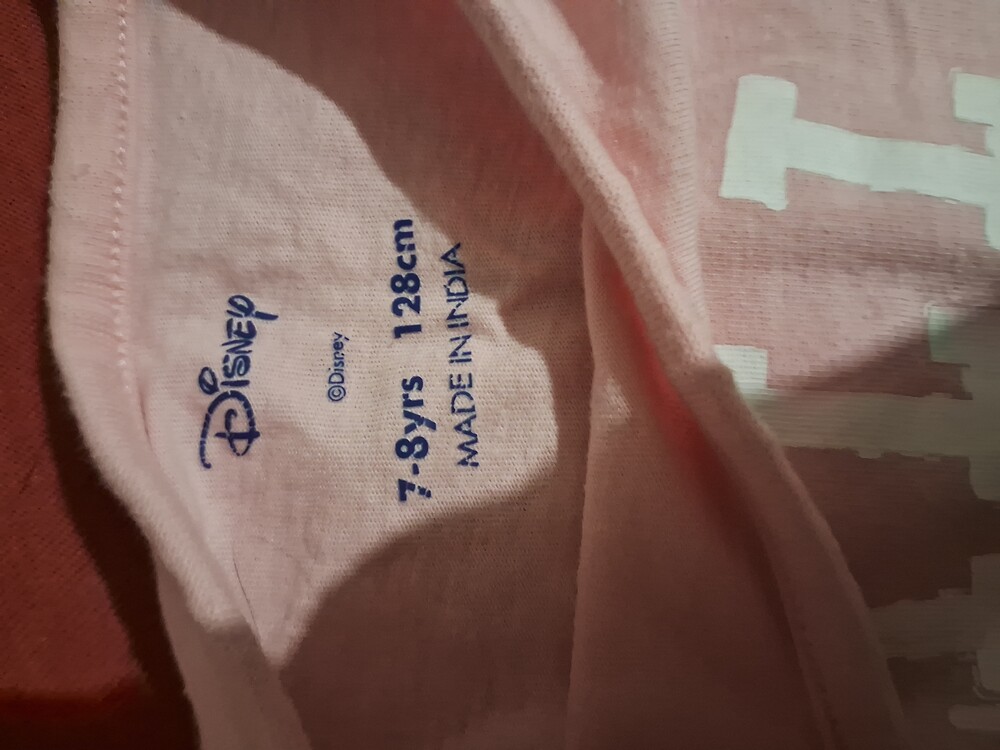 Disney
©Disney
7-8yrs 128cm
MADE IN INDIA